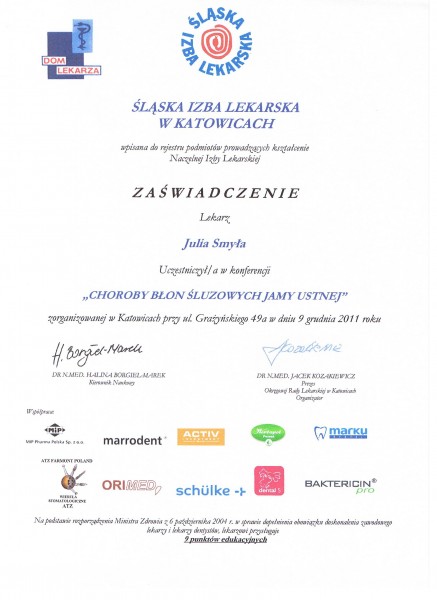 DOM
LEKARZA
ŚLĄSKA
IZBA LEKARSKA
ŚLĄSKA IZBA LEKARSKA
W KATOWICACH
wpisana do rejestru podmiotów prowadzących kształcenie
Naczelnej Izby Lekarskiej
ZAŚWIADCZENIE
Lekarz
Julia Smyła
Uczestniczył/a w konferencji
„CHOROBY BŁON ŚLUZOWYCH JAMY USTNEJ”
zorganizowanej w Katowicach przy ul. Grażyńskiego 49a w dniu 9 grudnia 2011 roku
H. Borgiel-Marek
DR N.MED. HALINA BORGIEL-MAREK
Kierownik Naukowy
DR N.MED. JACEK KOZAKIEWICZ
Prezes
Okręgowej Rady Lekarskiej w Katowicach
Organizator
Współpraca
MIP
MIP Pharma Polska Sp. z o.o.
marrodent
ACTIV
marku
ATZ FARMONT POLAND
ATZ
ORIMED
schülke
dental
BAKTERICIN
pro
Na podstawie rozporządzenia Ministra Zdrowia z 6 października 2004 r. w sprawie dopełnienia obowiązku doskonalenia zawodowego
lekarzy i lekarzy dentystów, lekarzowi przysługuje
9 punktów edukacyjnych